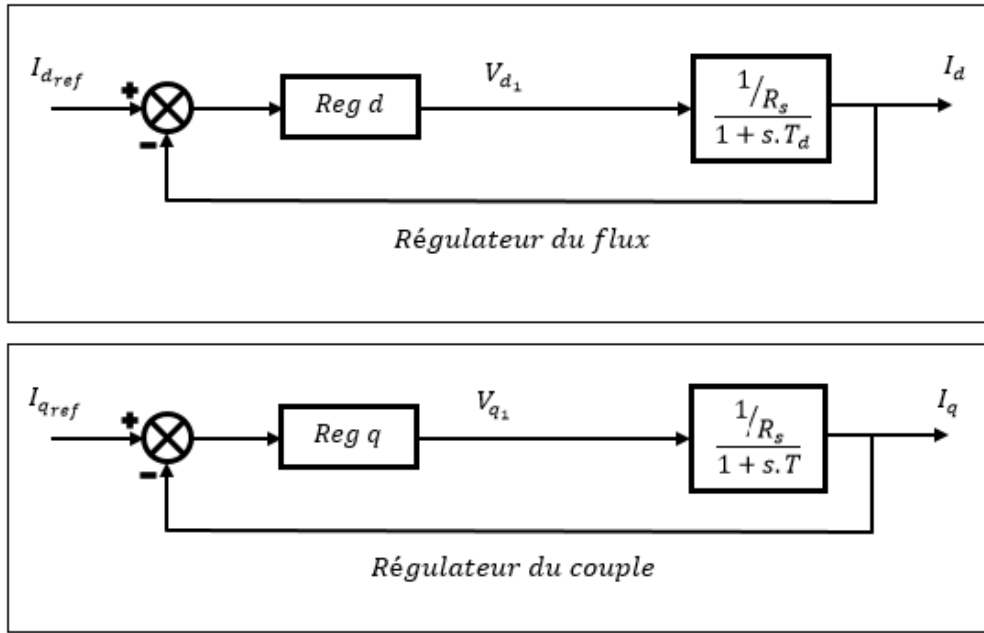 I_{d_{ref}}
+
−
Reg d
V_{d_1}
1/R_s
1 + s.T_d
I_d
Régulateur du flux
I_{q_{ref}}
+
−
Reg q
V_{q_1}
1/R_s
1 + s.T
I_q
Régulateur du couple